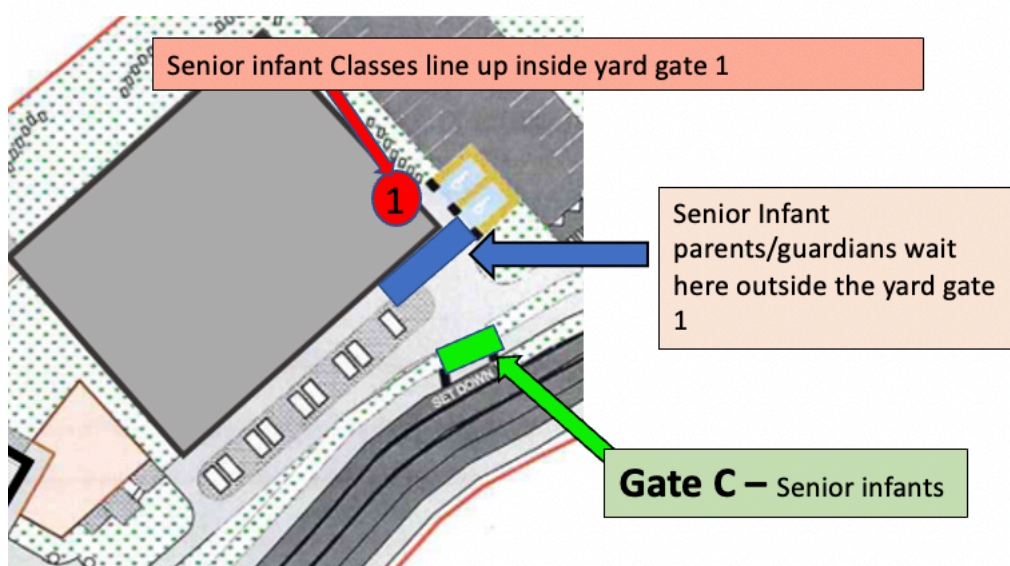 Senior infant Classes line up inside yard gate 1
1
Senior Infant
parents/guardians wait
here outside the yard gate
1
SET DOWN
Gate C – Senior infants